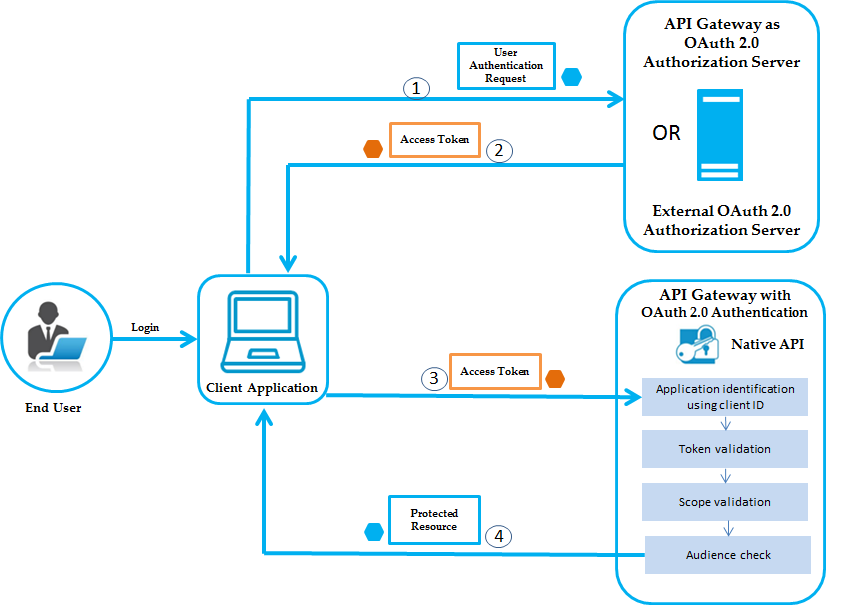 API Gateway as
OAuth 2.0
Authorization Server
OR
External OAuth 2.0
Authorization Server
User
Authentication
Request
1
Access Token
2
Login
End User
Client Application
3
Access Token
API Gateway with
OAuth 2.0 Authentication
Native API
Application identification
using client ID
Token validation
Scope validation
Audience check
Protected
Resource
4